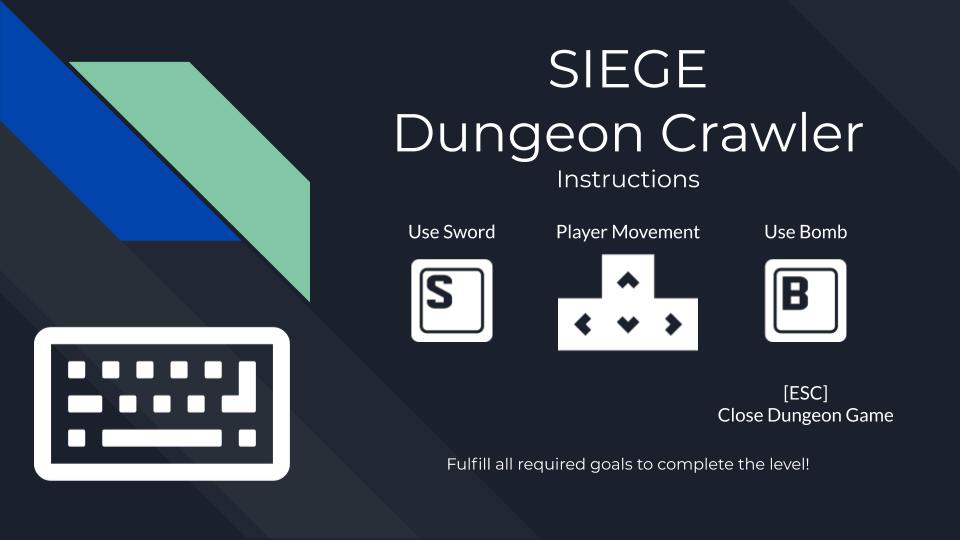 SIEGE
Dungeon Crawler
Instructions
Use Sword
Player Movement
Use Bomb
S
B
[ESC]
Close Dungeon Game
Fulfill all required goals to complete the level!